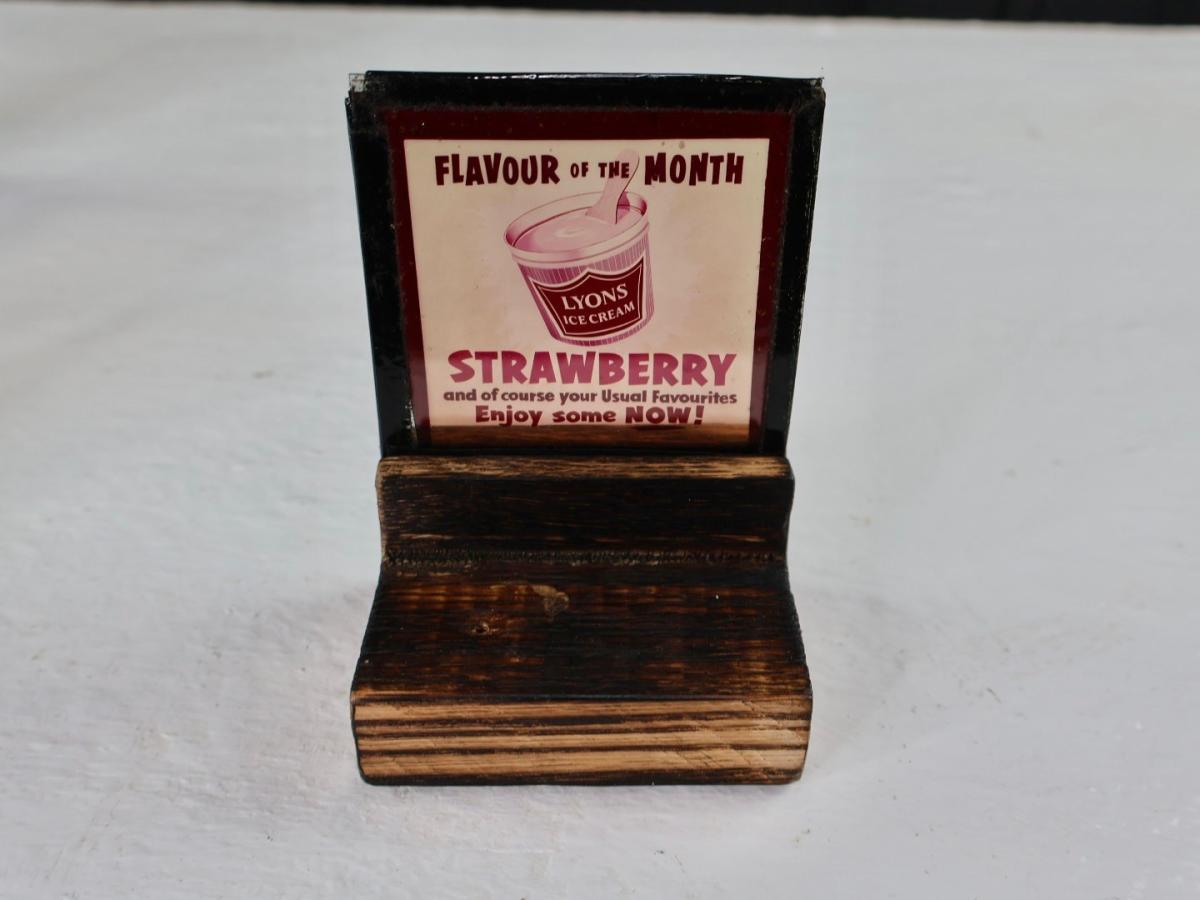 FLAVOUR OF THE MONTH
LYONS
ICE CREAM
STRAWBERRY
and of course your Usual Favourites
Enjoy some NOW!